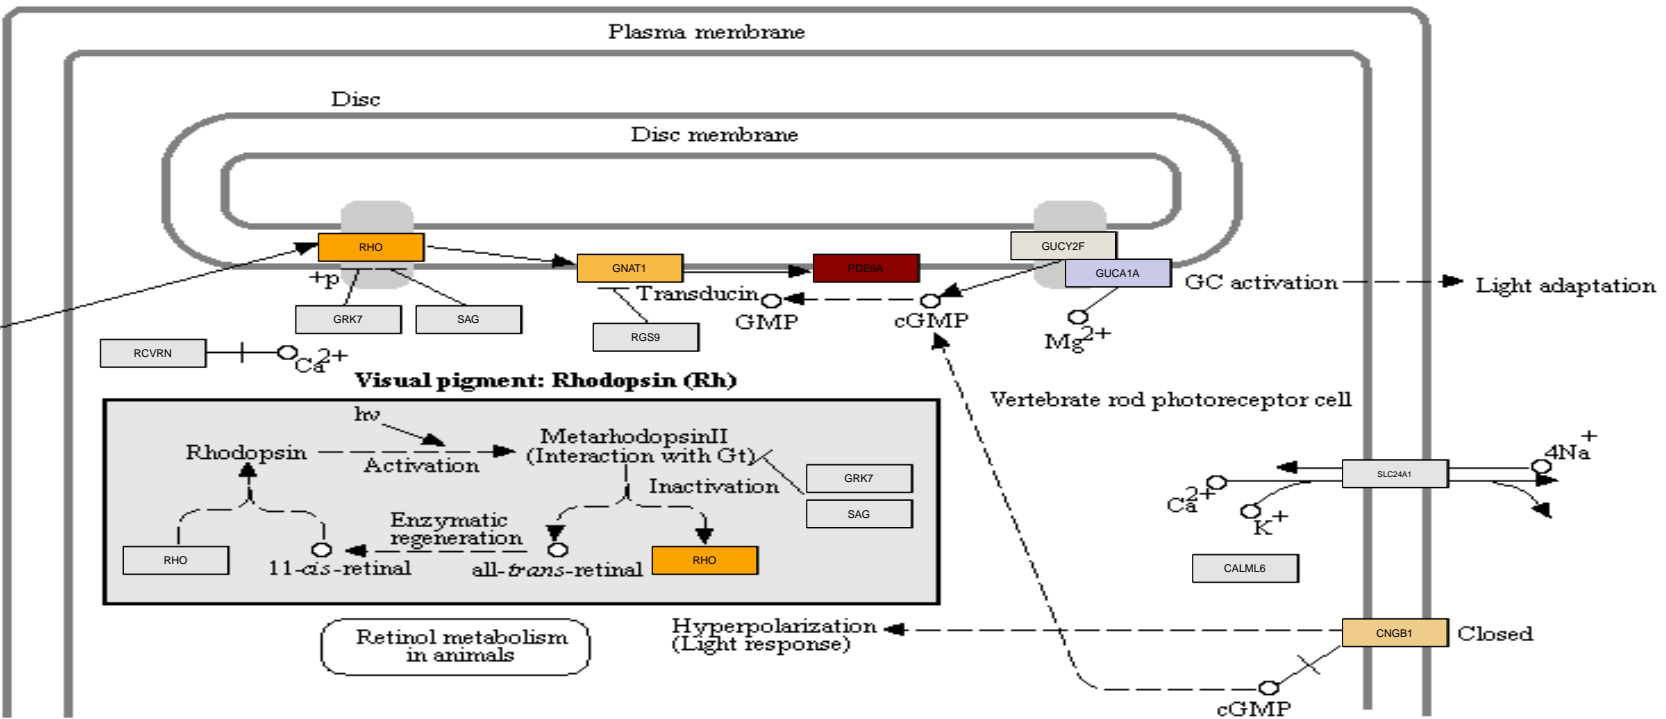 Plasma membrane
Disc
Disc membrane
RHO
GUCY2F
GNAT1
PDE6A
GUCA1A
+p
Transducin
GC activation
Light adaptation
GRK7
SAG
GMP
cGMP
RGS9
Mg2+
RCVRN
Ca2+
Visual pigment: Rhodopsin (Rh)
Vertebrate rod photoreceptor cell
hν
Rhodopsin
Activation
MetarhodopsinII
(Interaction with Gt)
Inactivation
GRK7
SAG
Enzymatic
regeneration
RHO
11-cis-retinal
all-trans-retinal
RHO
4Na+
SLC24A1
Ca2+
K+
CALML6
Retinol metabolism
in animals
Hyperpolarization
(Light response)
CNGB1
Closed
cGMP